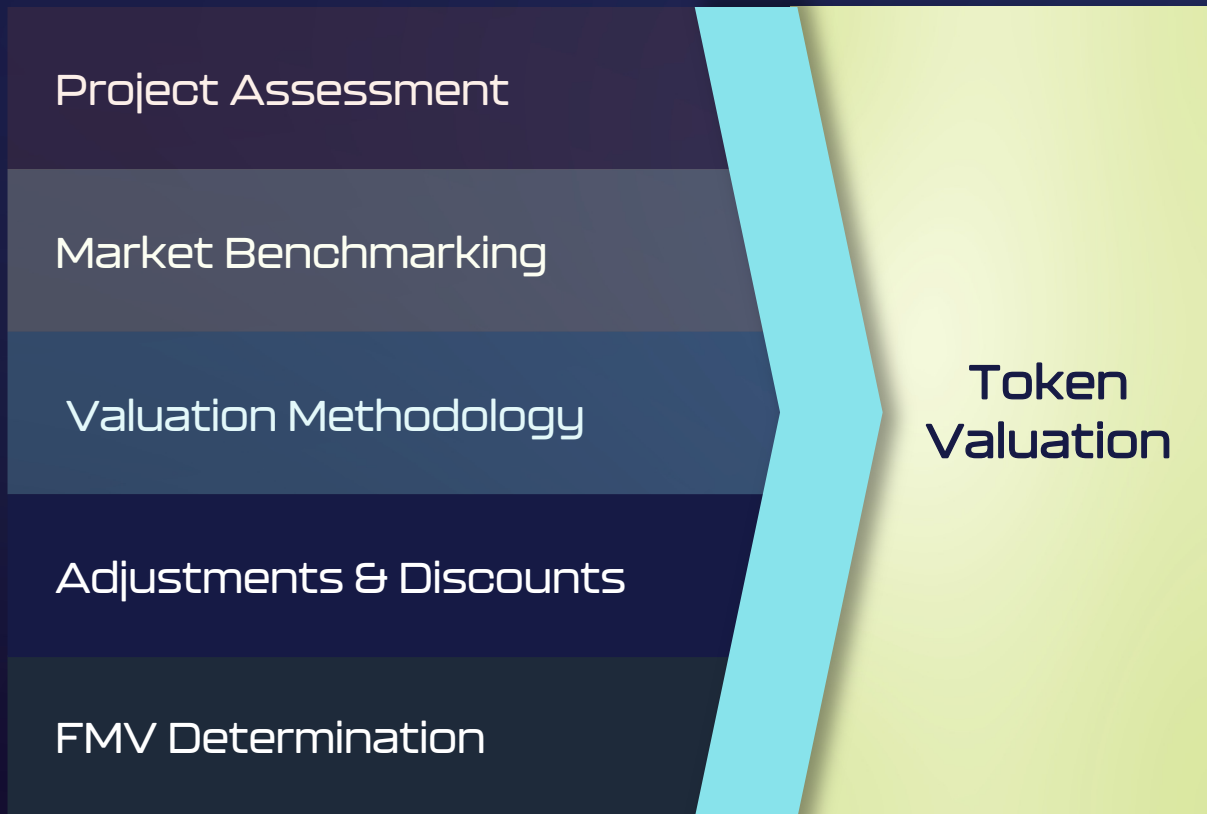 Project Assessment
Market Benchmarking
Valuation Methodology
Adjustments & Discounts
FMV Determination
Token
Valuation